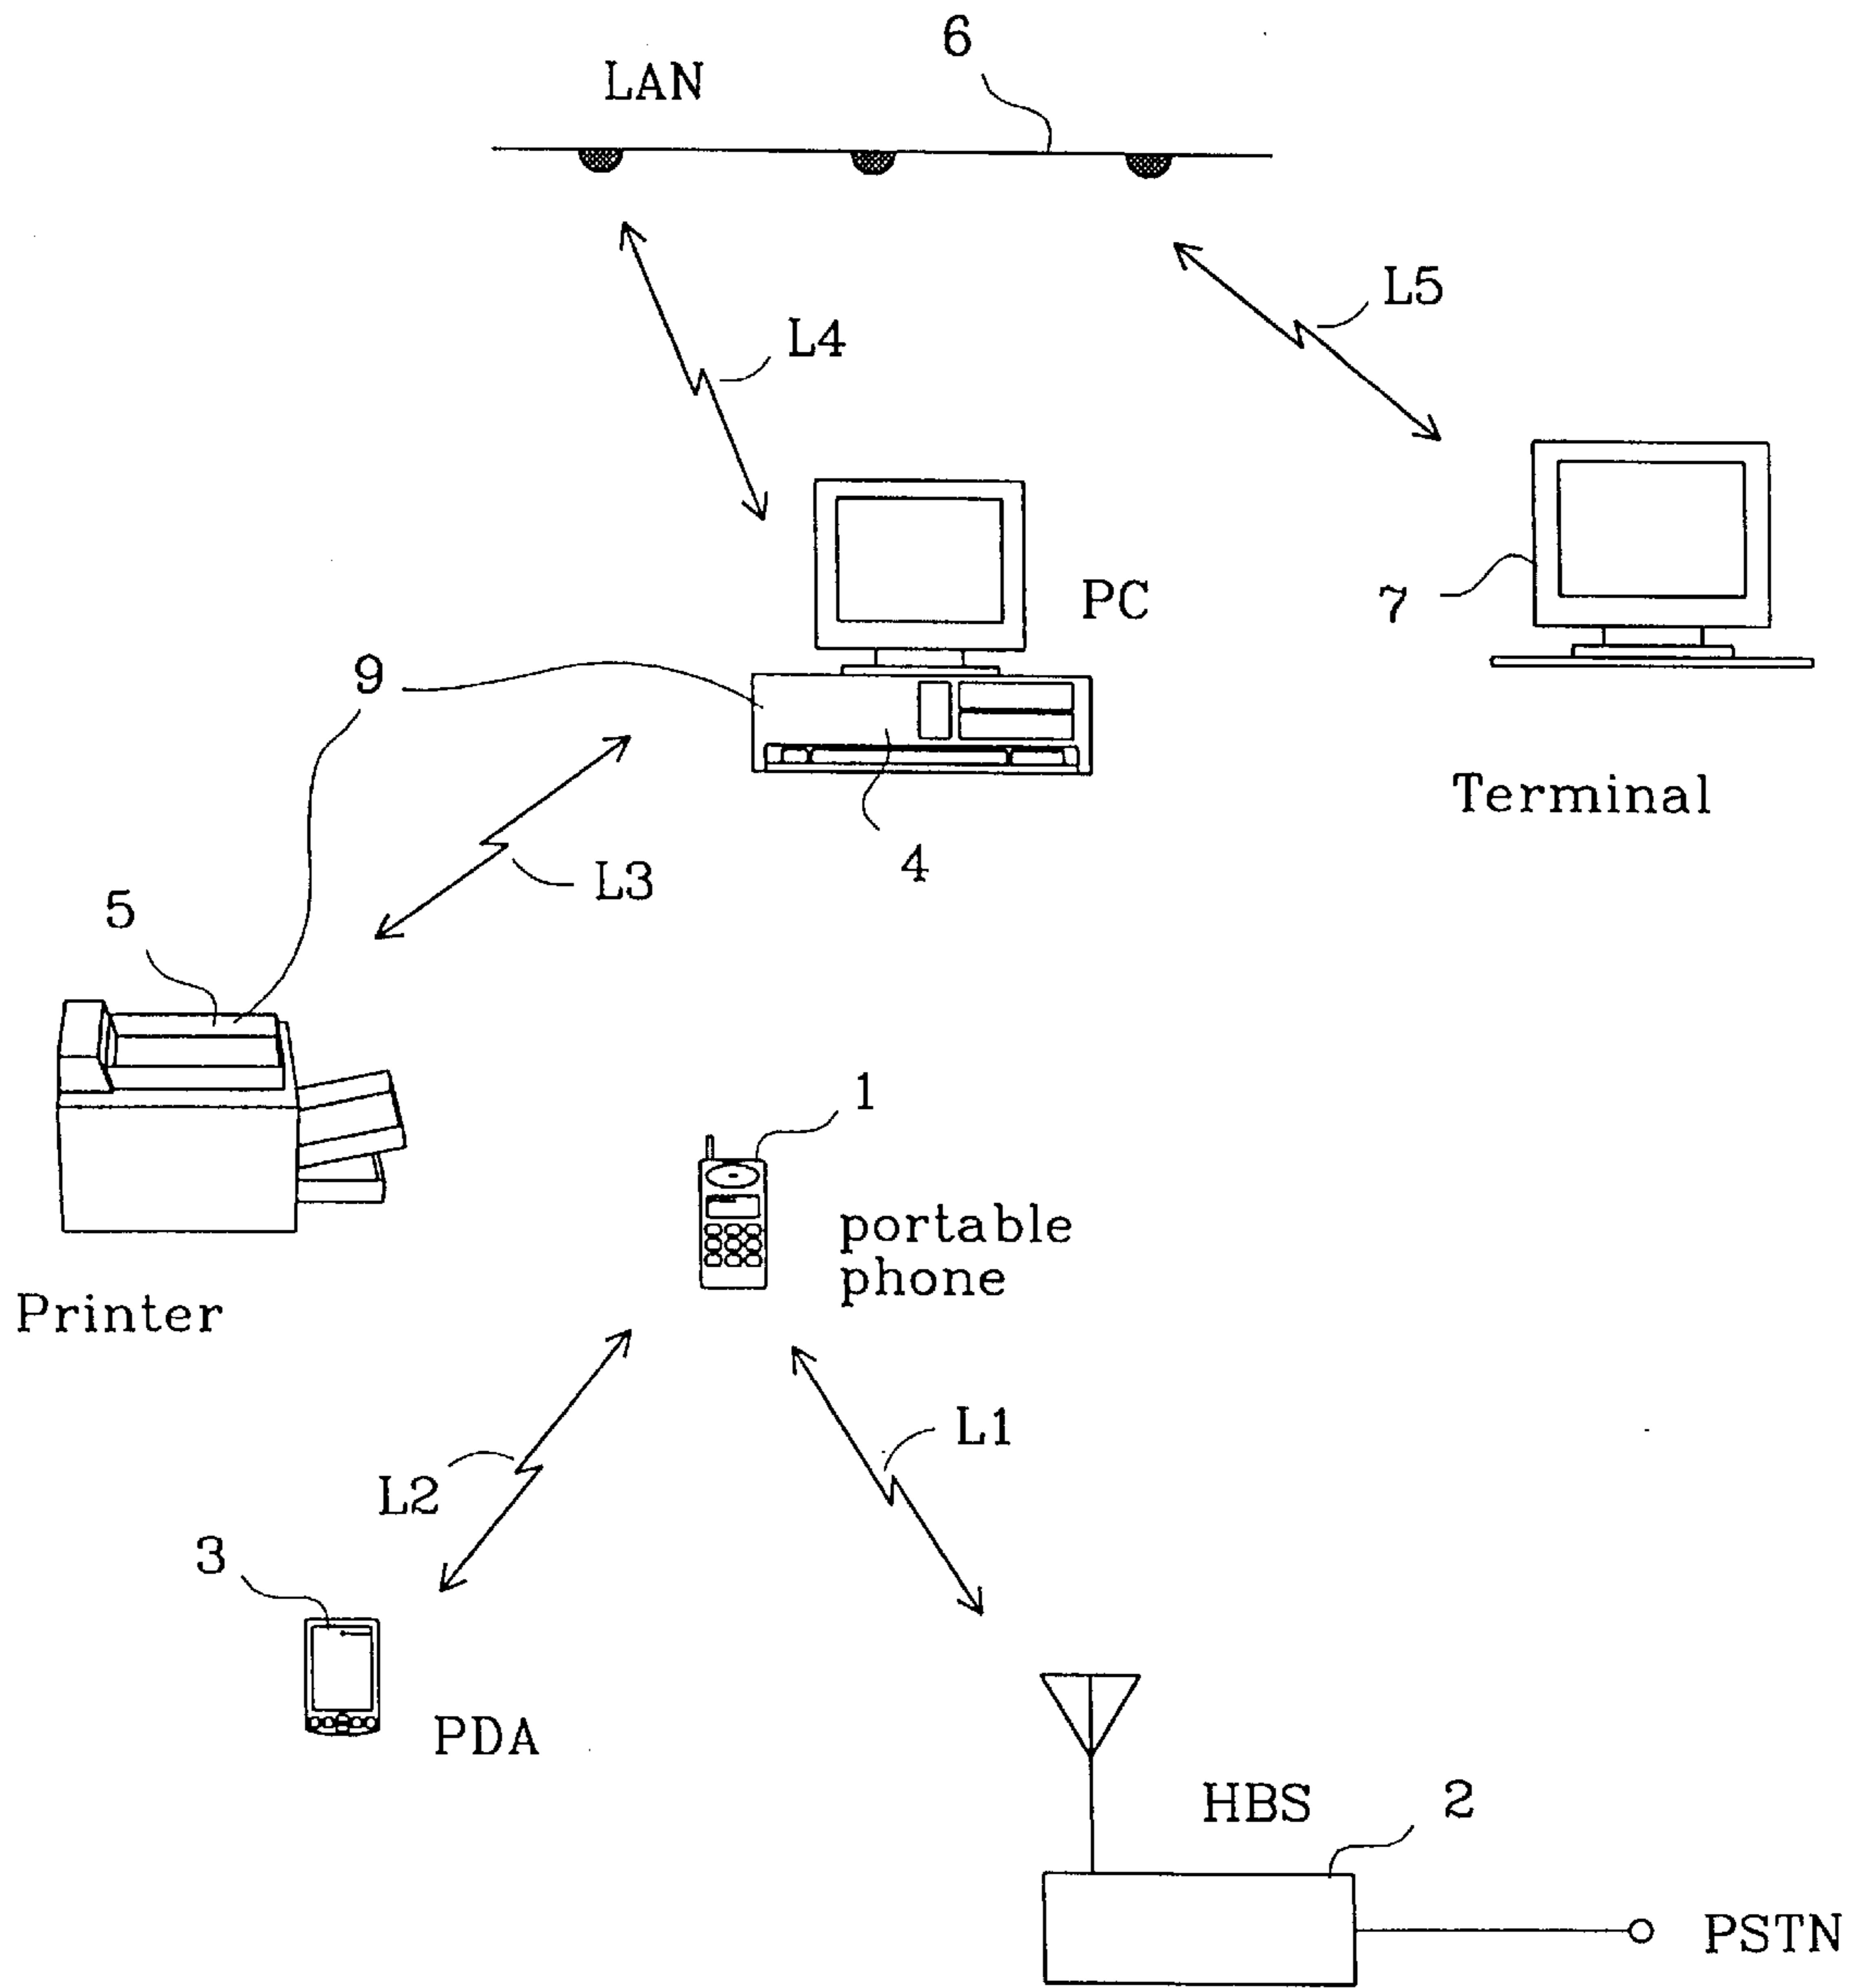 6
LAN
L5
L4
PC
7
9
Terminal
4
L3
5
1
portable
phone
Printer
L1
L2
3
PDA
HBS
2
PSTN